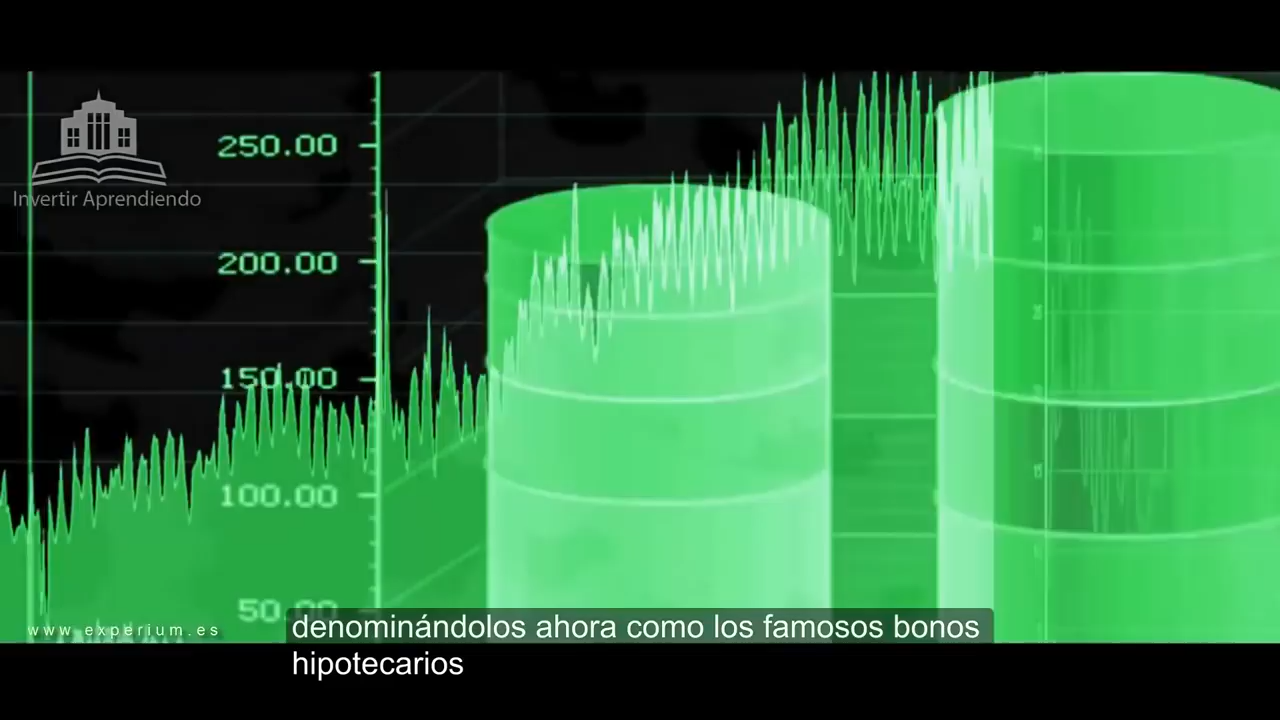 250.00
Invertir Aprendiendo
200.00
150.00
100.00
50.00
www.experium.es
denominándolos ahora como los famosos bonos
hipotecarios